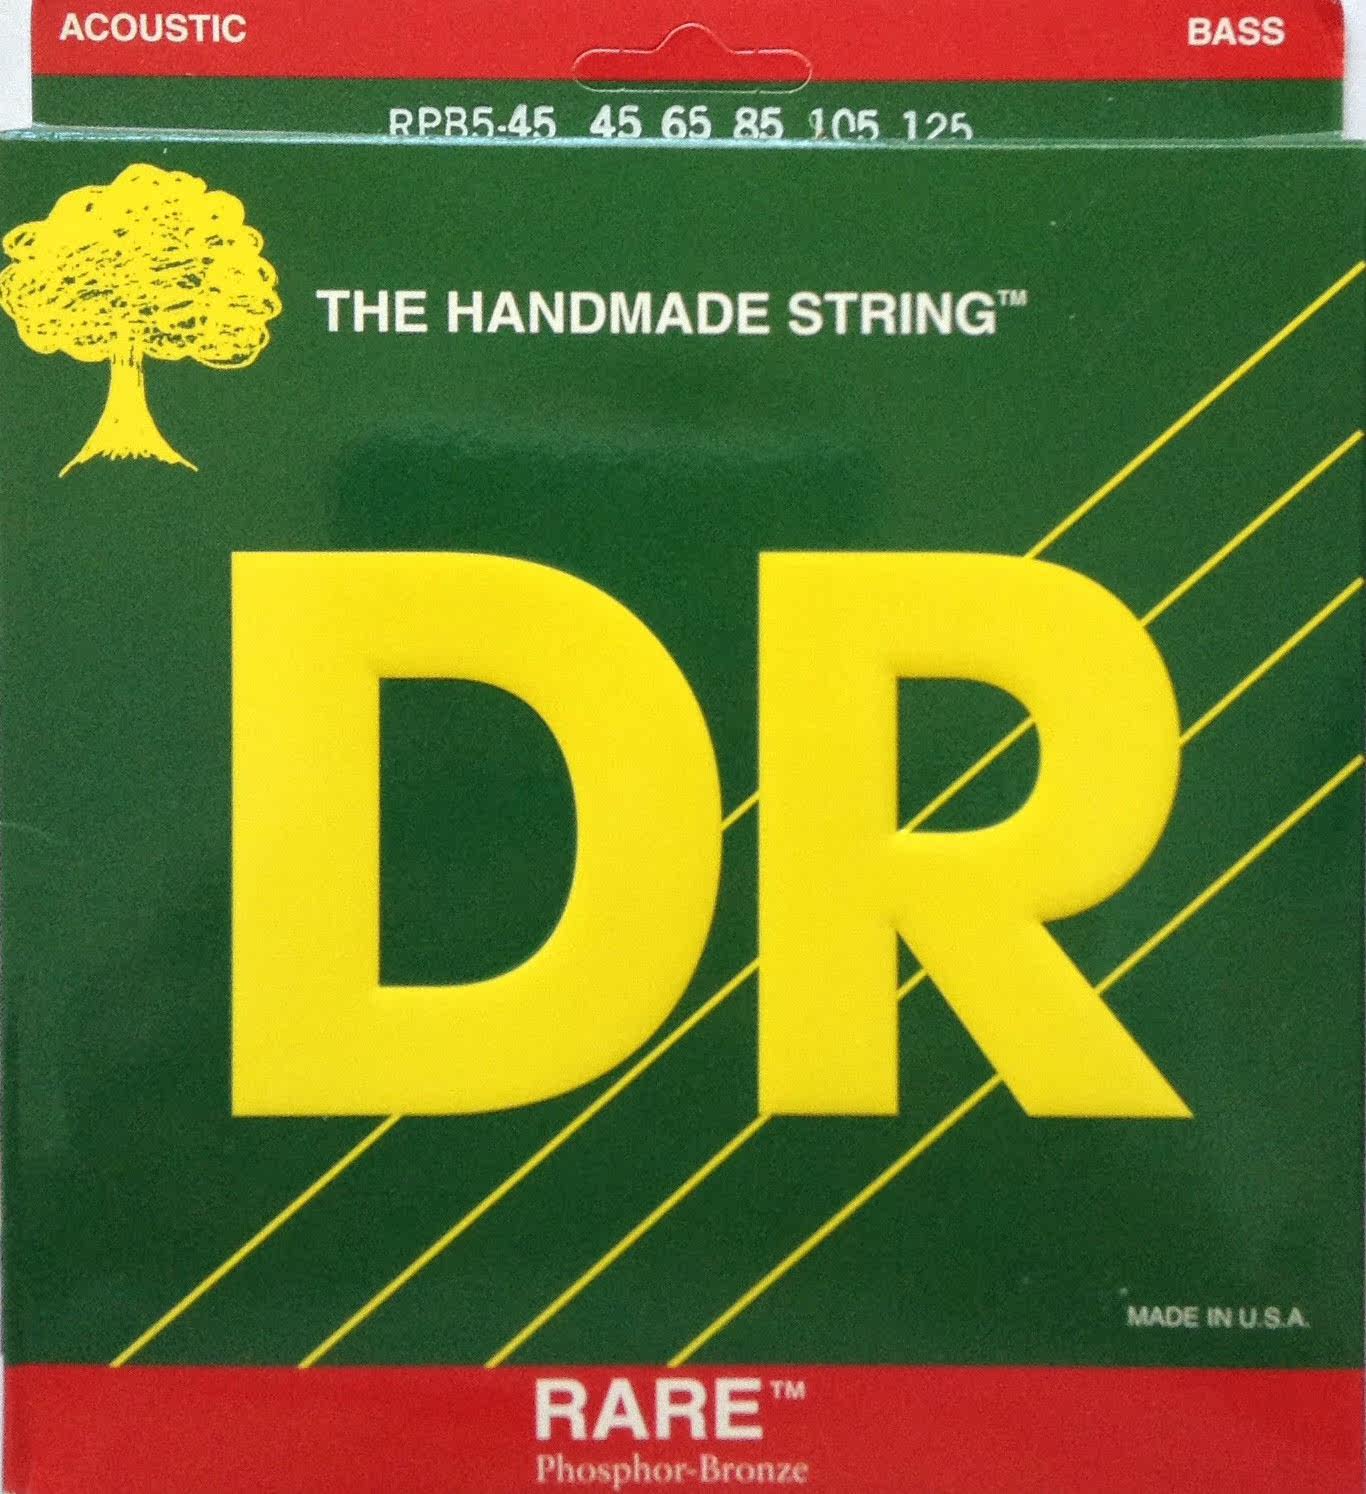 ACOUSTIC BASS
RPB5-45 45 65 85 105 125
THE HANDMADE STRING™
DR
MADE IN U.S.A.
RARE™
Phosphor-Bronze